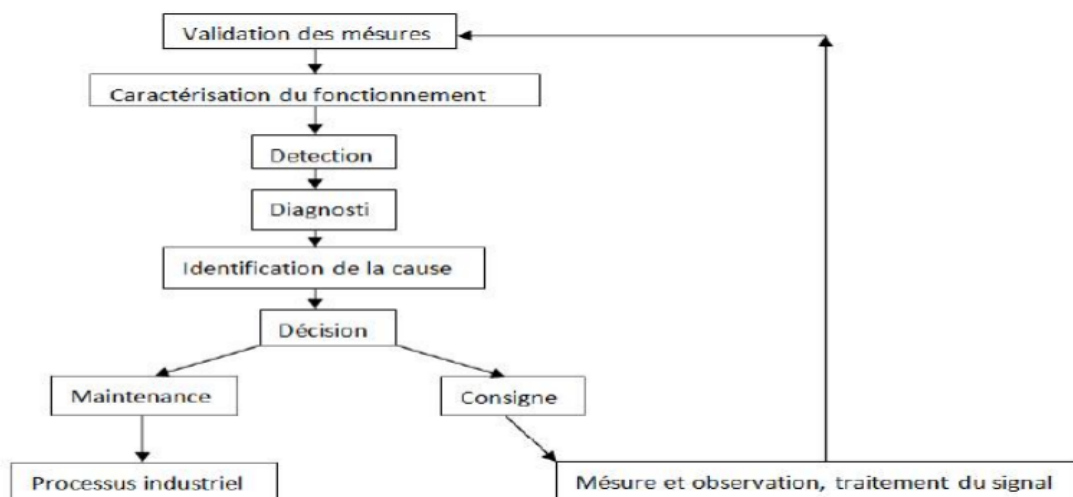 Validation des mésures
Caractérisation du fonctionnement
Detection
Diagnosti
Identification de la cause
Décision
Maintenance
Consigne
Processus industriel
Mésure et observation, traitement du signal